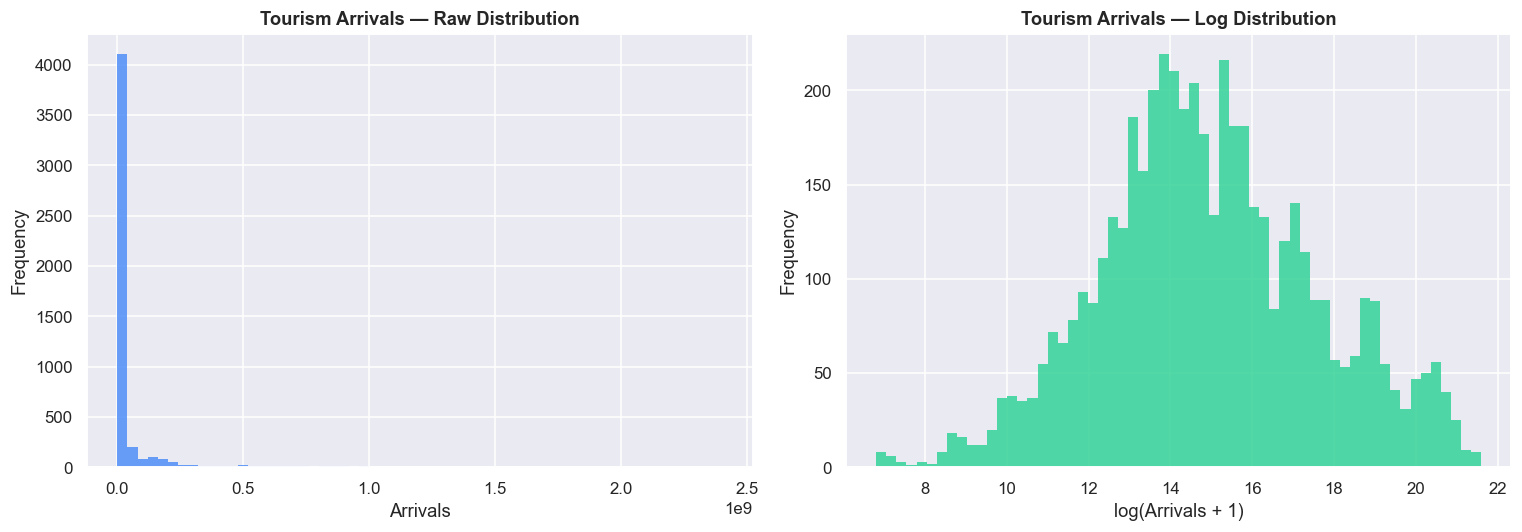 Tourism Arrivals — Raw Distribution
4000
3500
3000
2500
2000
1500
1000
500
0
Frequency
0.0 0.5 1.0 1.5 2.0 2.5
1e9
Arrivals
Tourism Arrivals — Log Distribution
200
150
100
50
0
Frequency
8 10 12 14 16 18 20 22
log(Arrivals + 1)